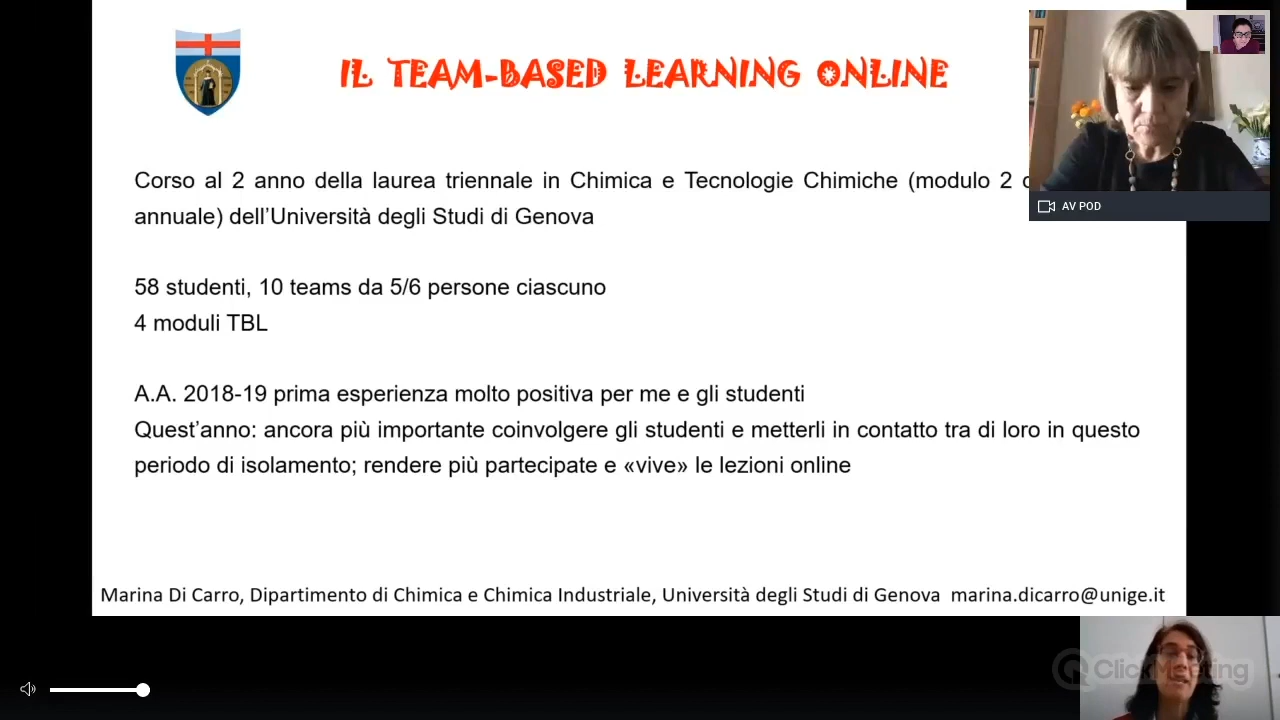 IL TEAM-BASED LEARNING ONLINE
Corso al 2 anno della laurea triennale in Chimica e Tecnologie Chimiche (modulo 2
annuale) dell'Università degli Studi di Genova
AV POD
58 studenti, 10 teams da 5/6 persone ciascuno
4 moduli TBL
A.A. 2018-19 prima esperienza molto positiva per me e gli studenti
Quest'anno: ancora più importante coinvolgere gli studenti e metterli in contatto tra di loro in questo
periodo di isolamento; rendere più partecipate e «vive» le lezioni online
Marina Di Carro, Dipartimento di Chimica e Chimica Industriale, Università degli Studi di Genova marina.dicarro@unige.it
ClickMeeting